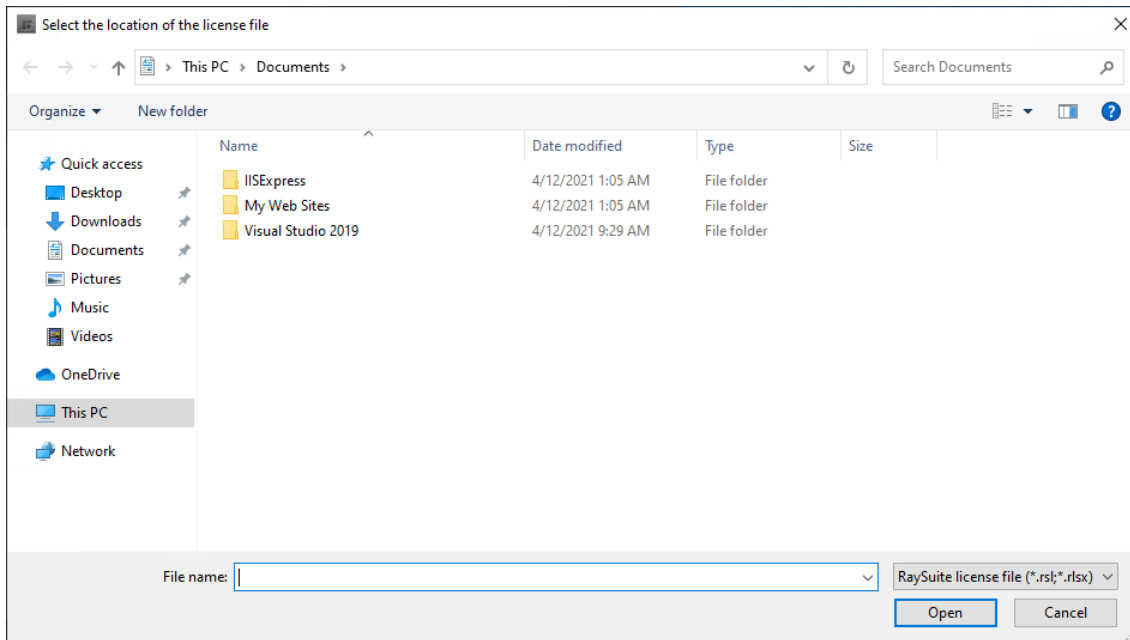 Select the location of the license file
This PC > Documents >
Search Documents
Organize
New folder
Name Date modified Type Size
Quick access
Desktop
Downloads
Documents
Pictures
Music
Videos
OneDrive
This PC
Network
IISExpress 4/12/2021 1:05 AM File folder
My Web Sites 4/12/2021 1:05 AM File folder
Visual Studio 2019 4/12/2021 9:29 AM File folder
File name:
RaySuite license file (*.rsl;*.rlsx)
Open Cancel